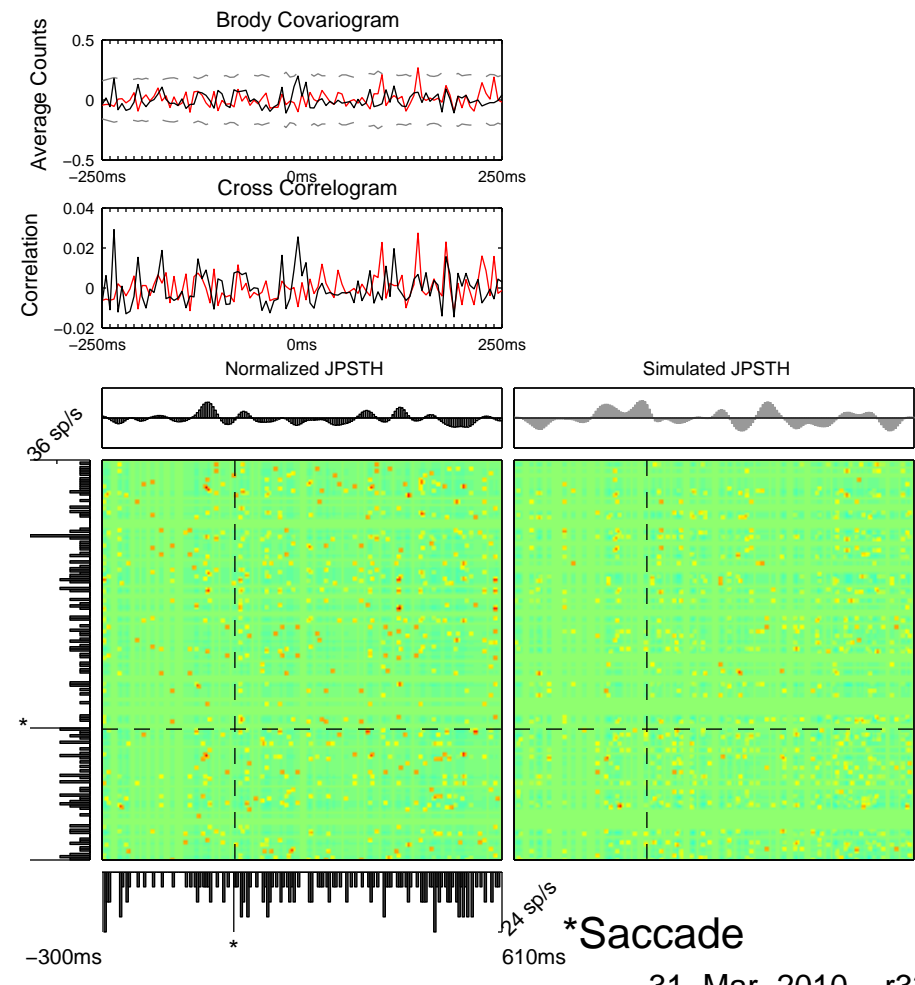 Brody Covariogram
Average Counts
0.5
0
−0.5
−250ms
0ms
250ms
Cross Correlogram
Correlation
0.04
0.02
0
−0.02
−250ms
0ms
250ms
Normalized JPSTH
Simulated JPSTH
36 sp/s
*
*
24 sp/s
*Saccade
−300ms
610ms
31 Mar 2010